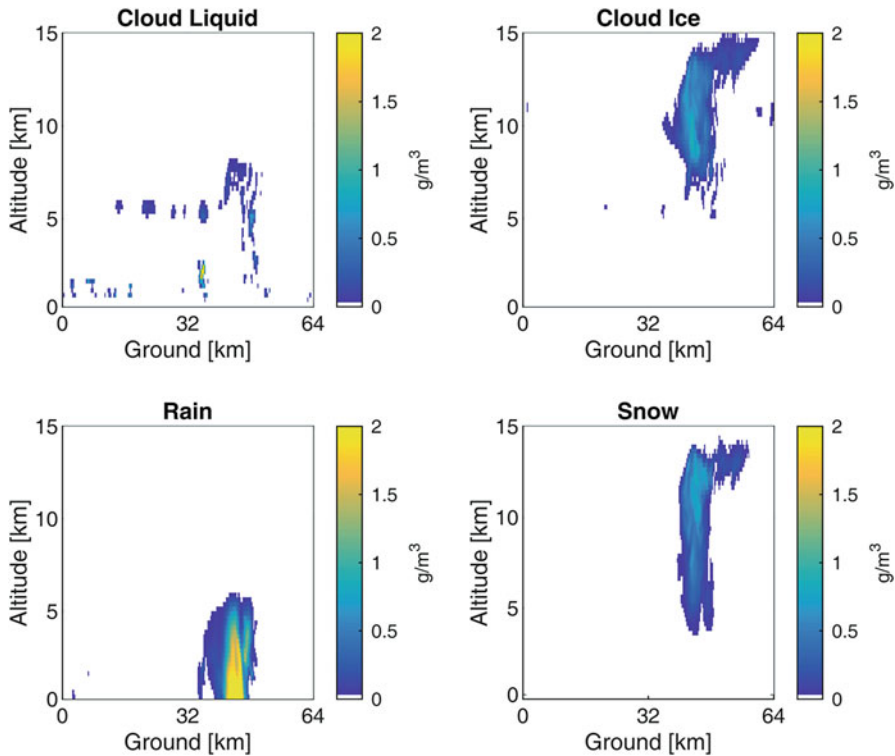 Cloud Liquid
15
10
5
0
Altitude [km]
0 32 64
Ground [km]
2
1.5
1
0.5
0
g/m³
Cloud Ice
15
10
5
0
Altitude [km]
0 32 64
Ground [km]
2
1.5
1
0.5
0
g/m³
Rain
15
10
5
0
Altitude [km]
0 32 64
Ground [km]
2
1.5
1
0.5
0
g/m³
Snow
15
10
5
0
Altitude [km]
0 32 64
Ground [km]
2
1.5
1
0.5
0
g/m³